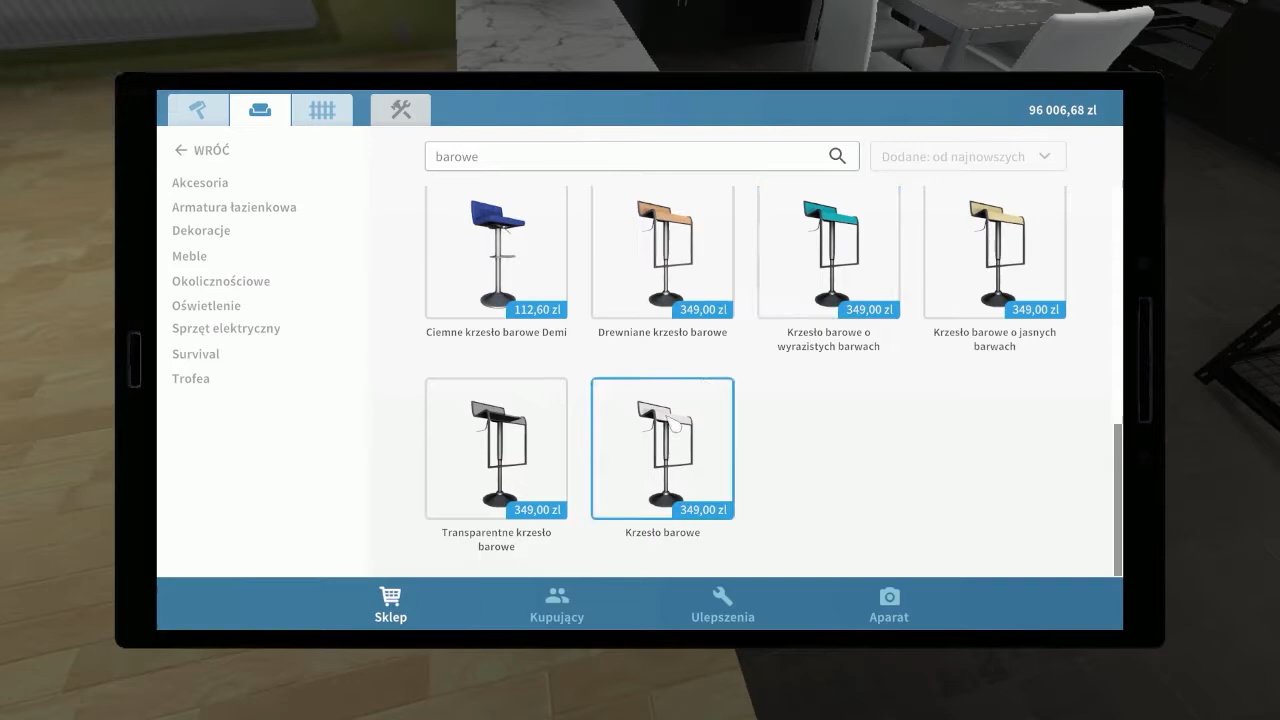 96 006,68 zl
WRÓĆ
barowe
Dodane: od najnowszych
Akcesoria
Armatura łazienkowa
Dekoracje
Meble
Okolicznościowe
Oświetlenie
Sprzęt elektryczny
Survival
Trofea
112,60 zl
349,00 zl
349,00 zl
349,00 zl
Ciemne krzesło barowe Demi
Drewniane krzesło barowe
Krzesło barowe o
wyrazistych barwach
Krzesło barowe o jasnych
barwach
349,00 zl
349,00 zl
Transparentne krzesło
barowe
Krzesło barowe
Sklep
Kupujący
Ulepszenia
Aparat